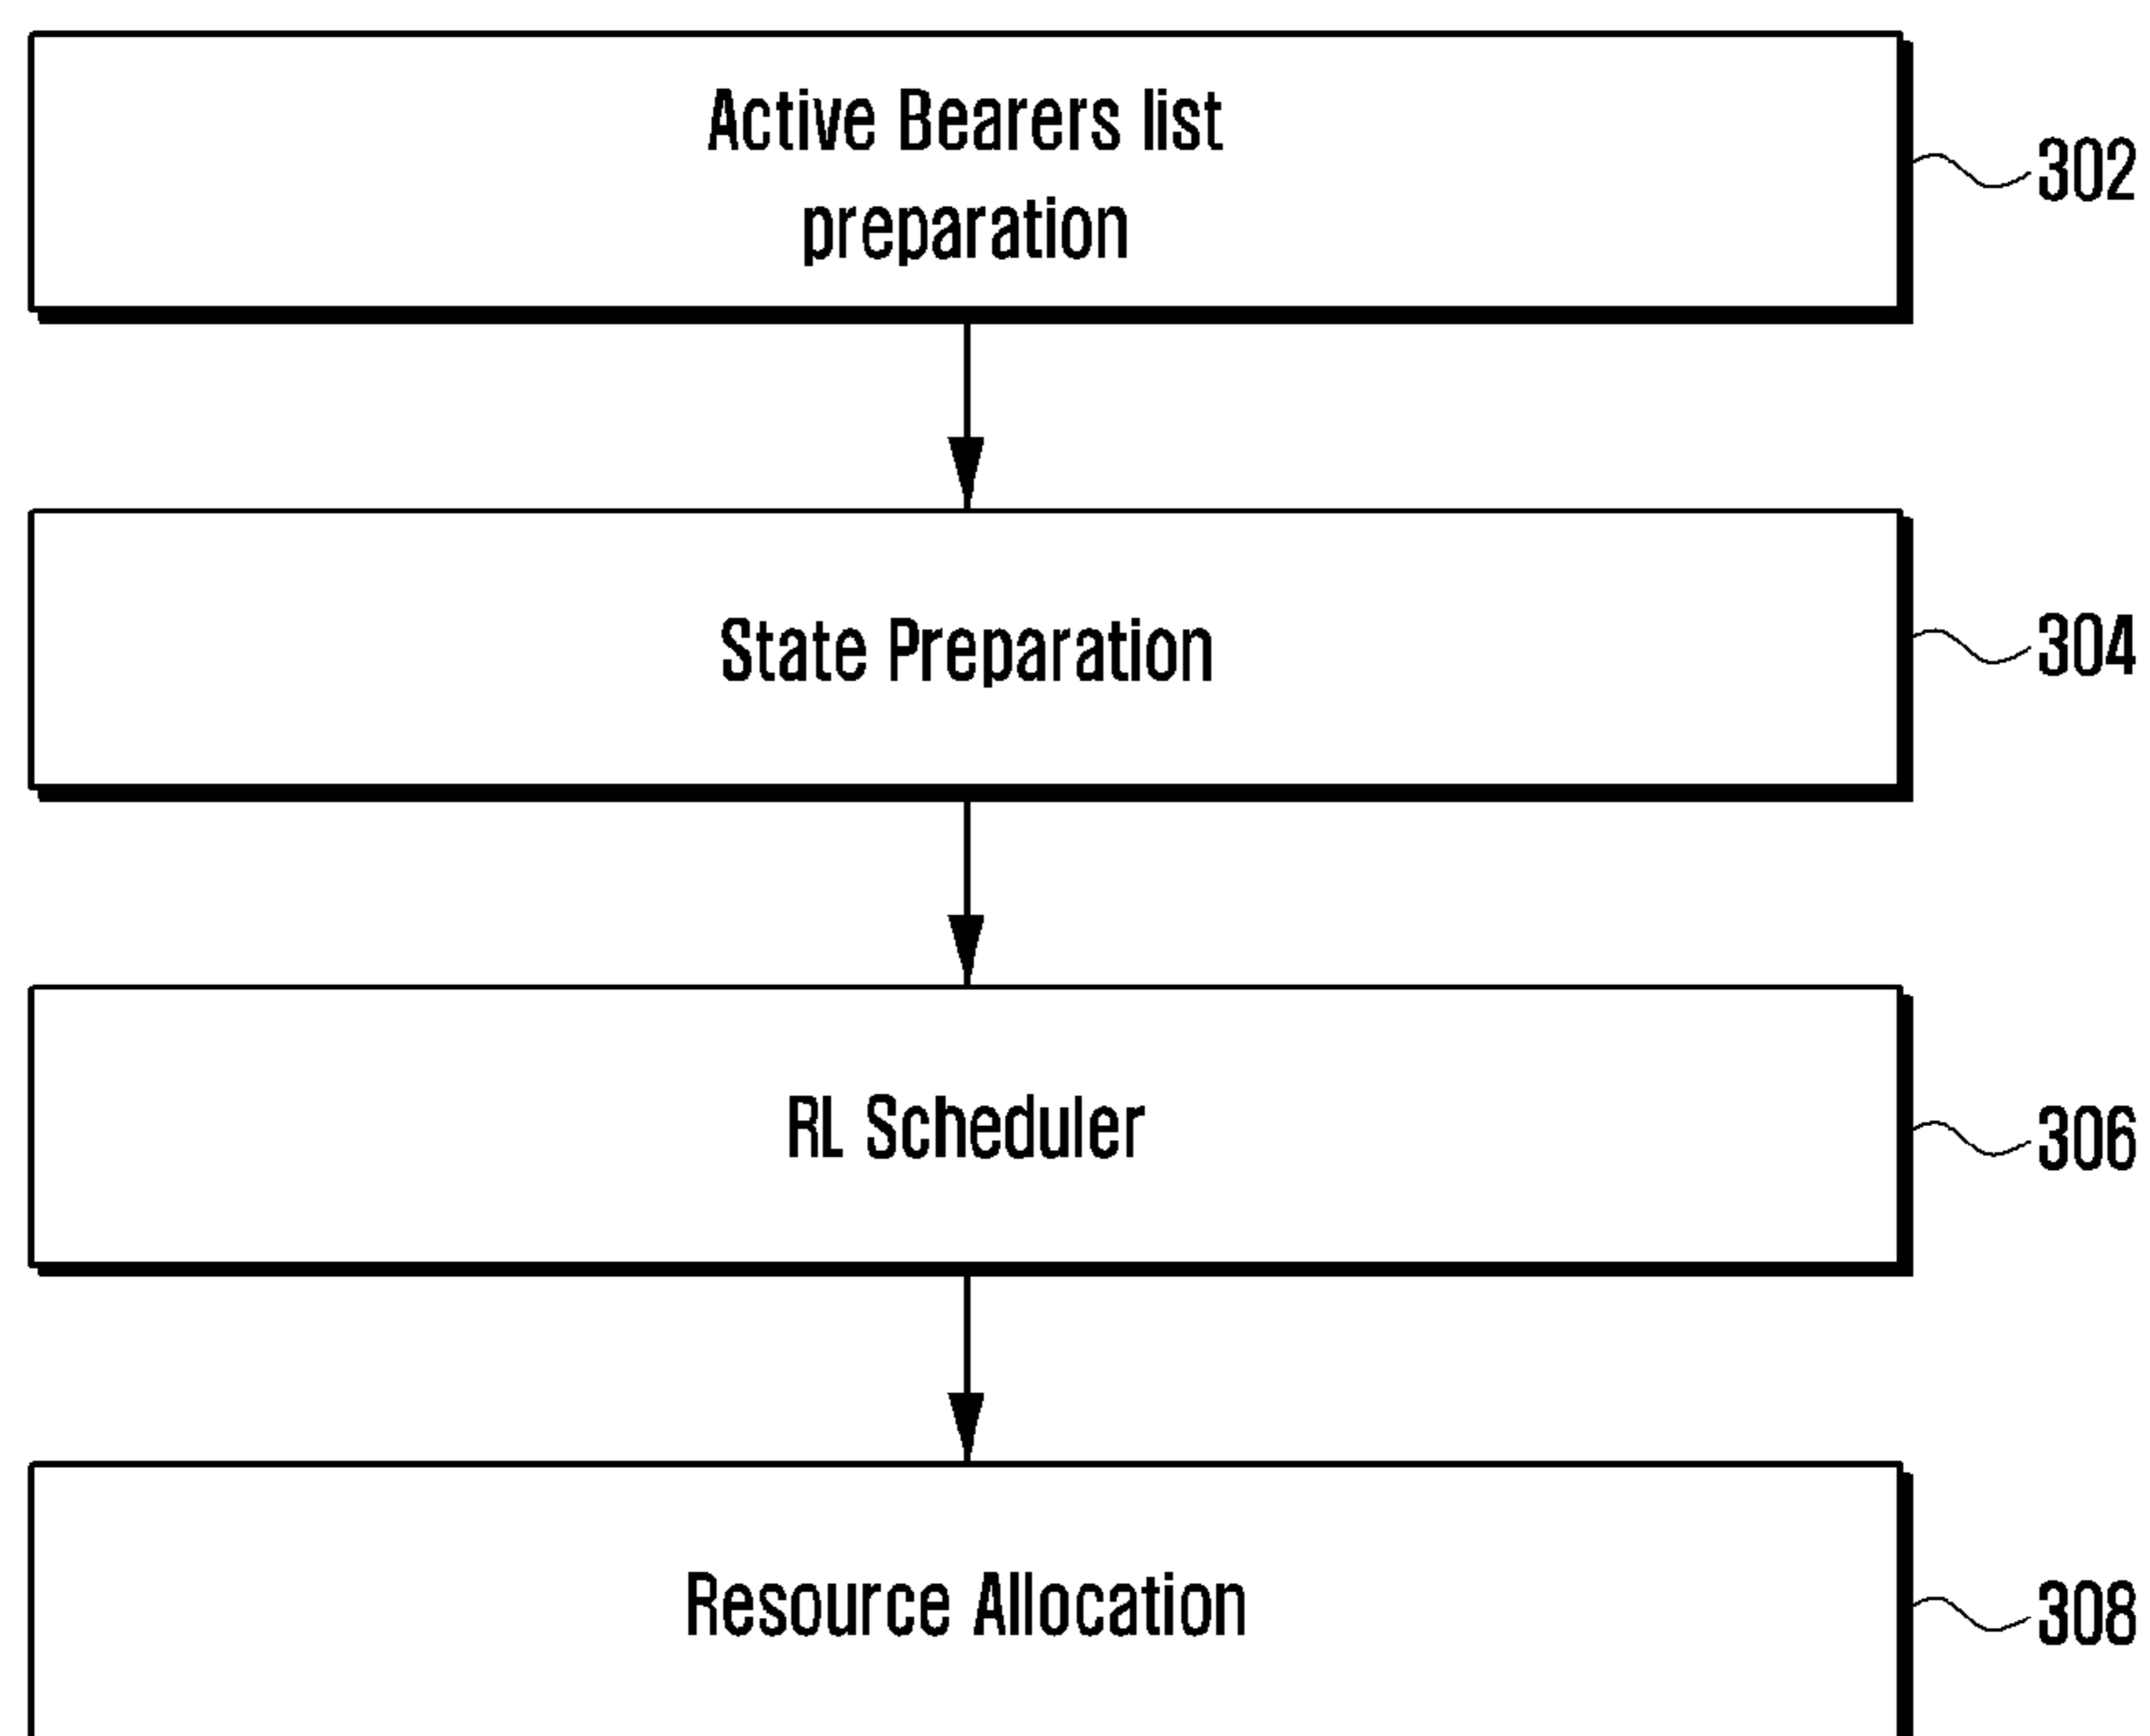 Active Bearers list
preparation
302
State Preparation
304
RL Scheduler
306
Resource Allocation
308